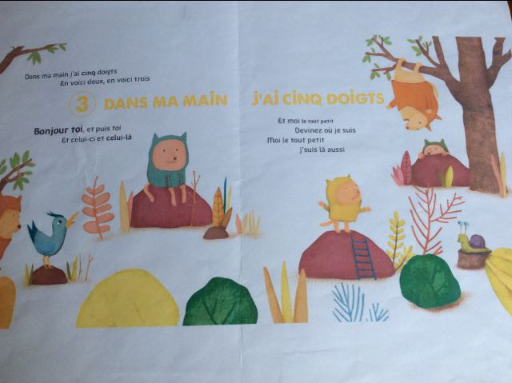 Dans ma main j'ai cinq doigts
En voici deux, en voici trois
3 DANS MA MAIN J'AI CINQ DOIGTS
Bonjour toi, et puis toi
Et celui-ci et celui-là
Et moi le tout petit
Devinez où je suis
Moi le tout petit
j'suis là aussi